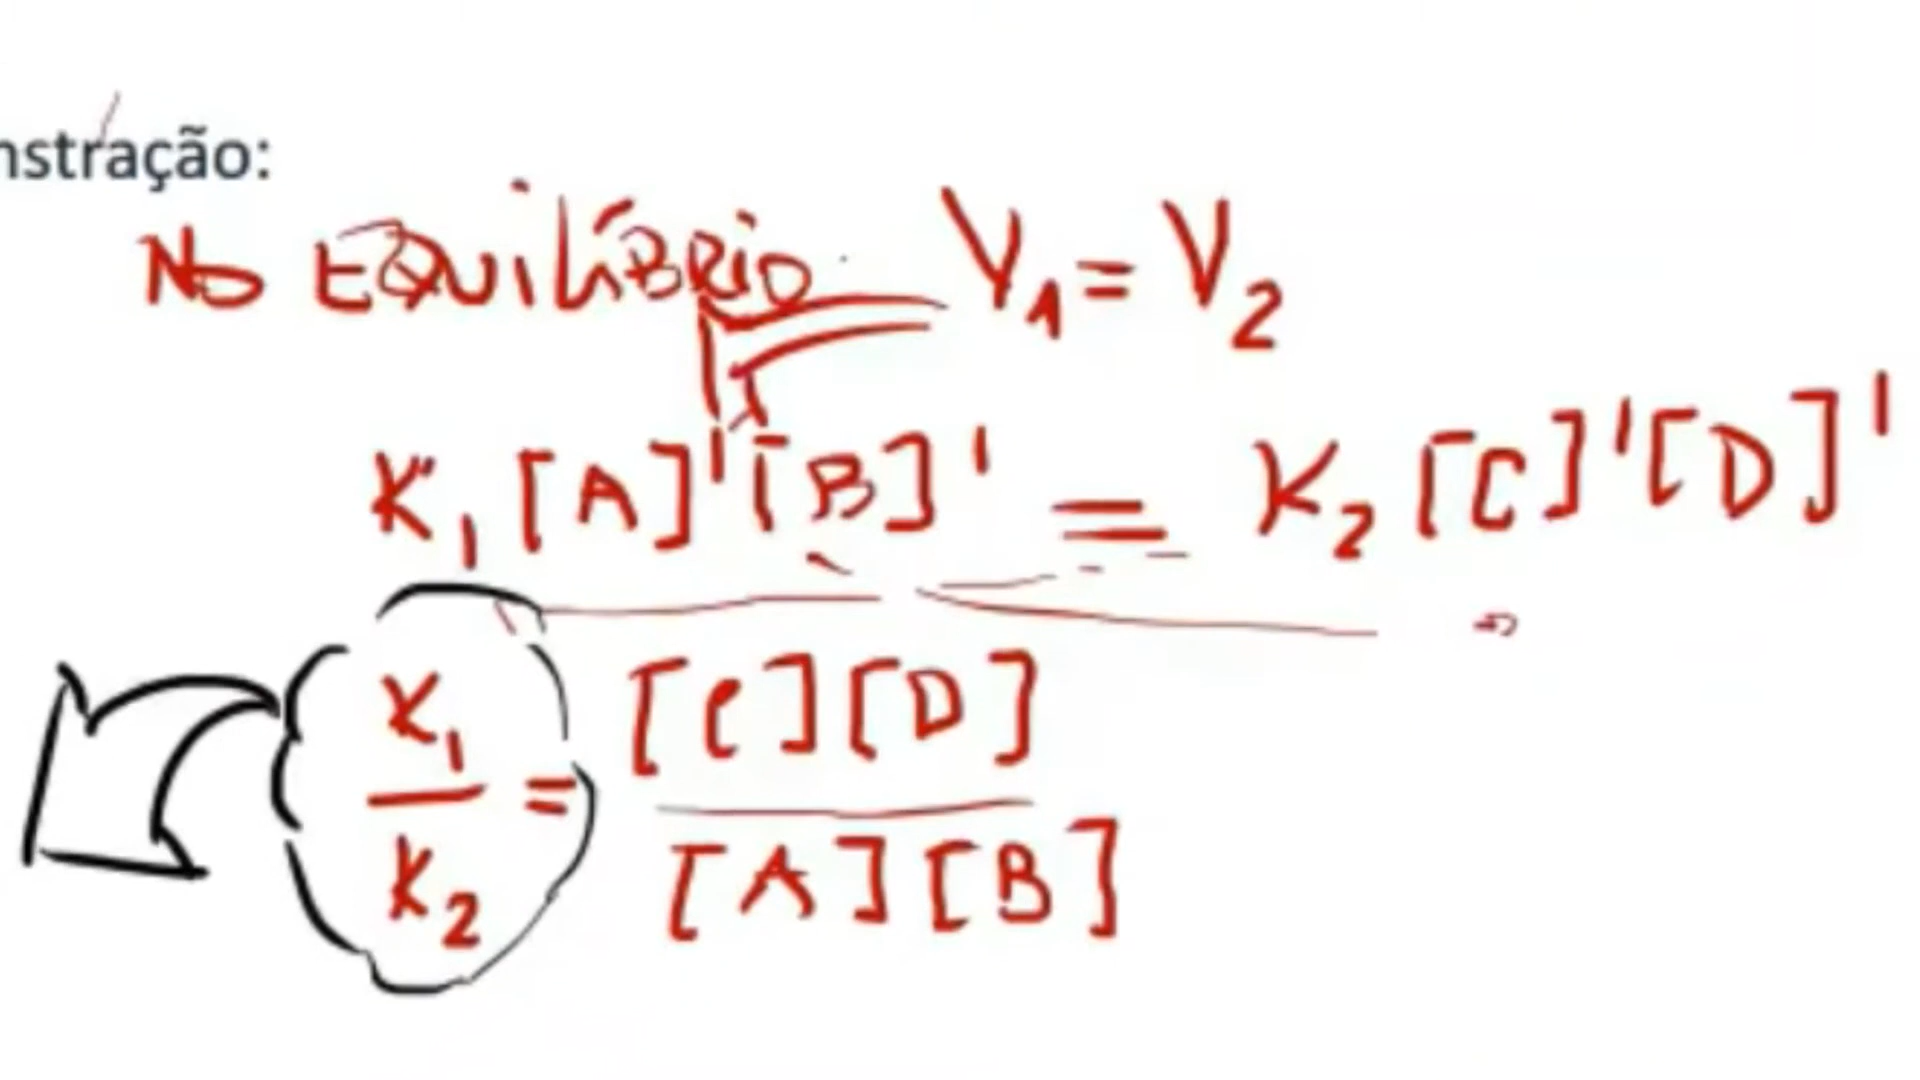 nstração:
No EQUiLÍBRiO V1 = V2
K1[A]'[B]' = K2[C]'[D]'
K1/K2 = [C][D]/[A][B]